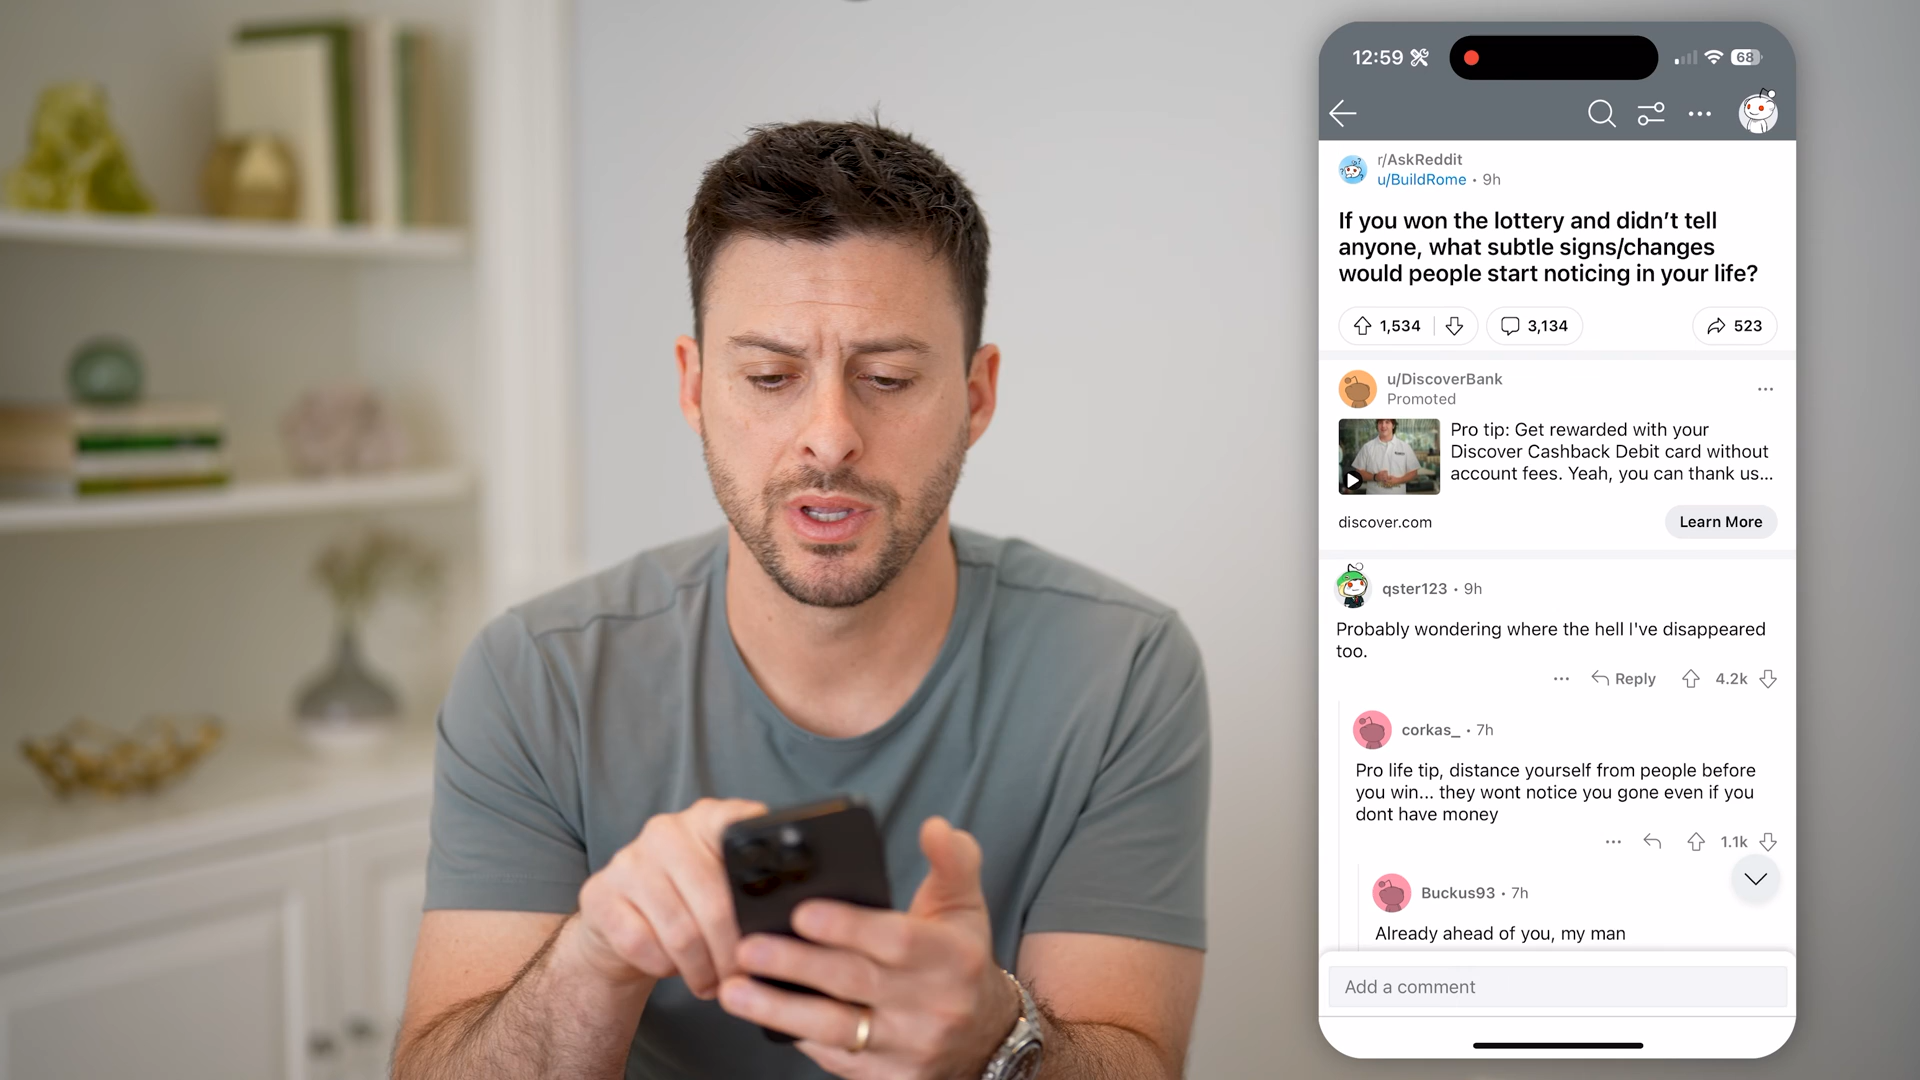 12:59
68
r/AskReddit
u/BuildRome • 9h
If you won the lottery and didn't tell
anyone, what subtle signs/changes
would people start noticing in your life?
1,534
3,134
523
u/DiscoverBank
Promoted
Pro tip: Get rewarded with your
Discover Cashback Debit card without
account fees. Yeah, you can thank us...
discover.com
Learn More
qster123 • 9h
Probably wondering where the hell I've disappeared
too.
Reply
4.2k
corkas_ • 7h
Pro life tip, distance yourself from people before
you win... they wont notice you gone even if you
dont have money
1.1k
Buckus93 • 7h
Already ahead of you, my man
Add a comment